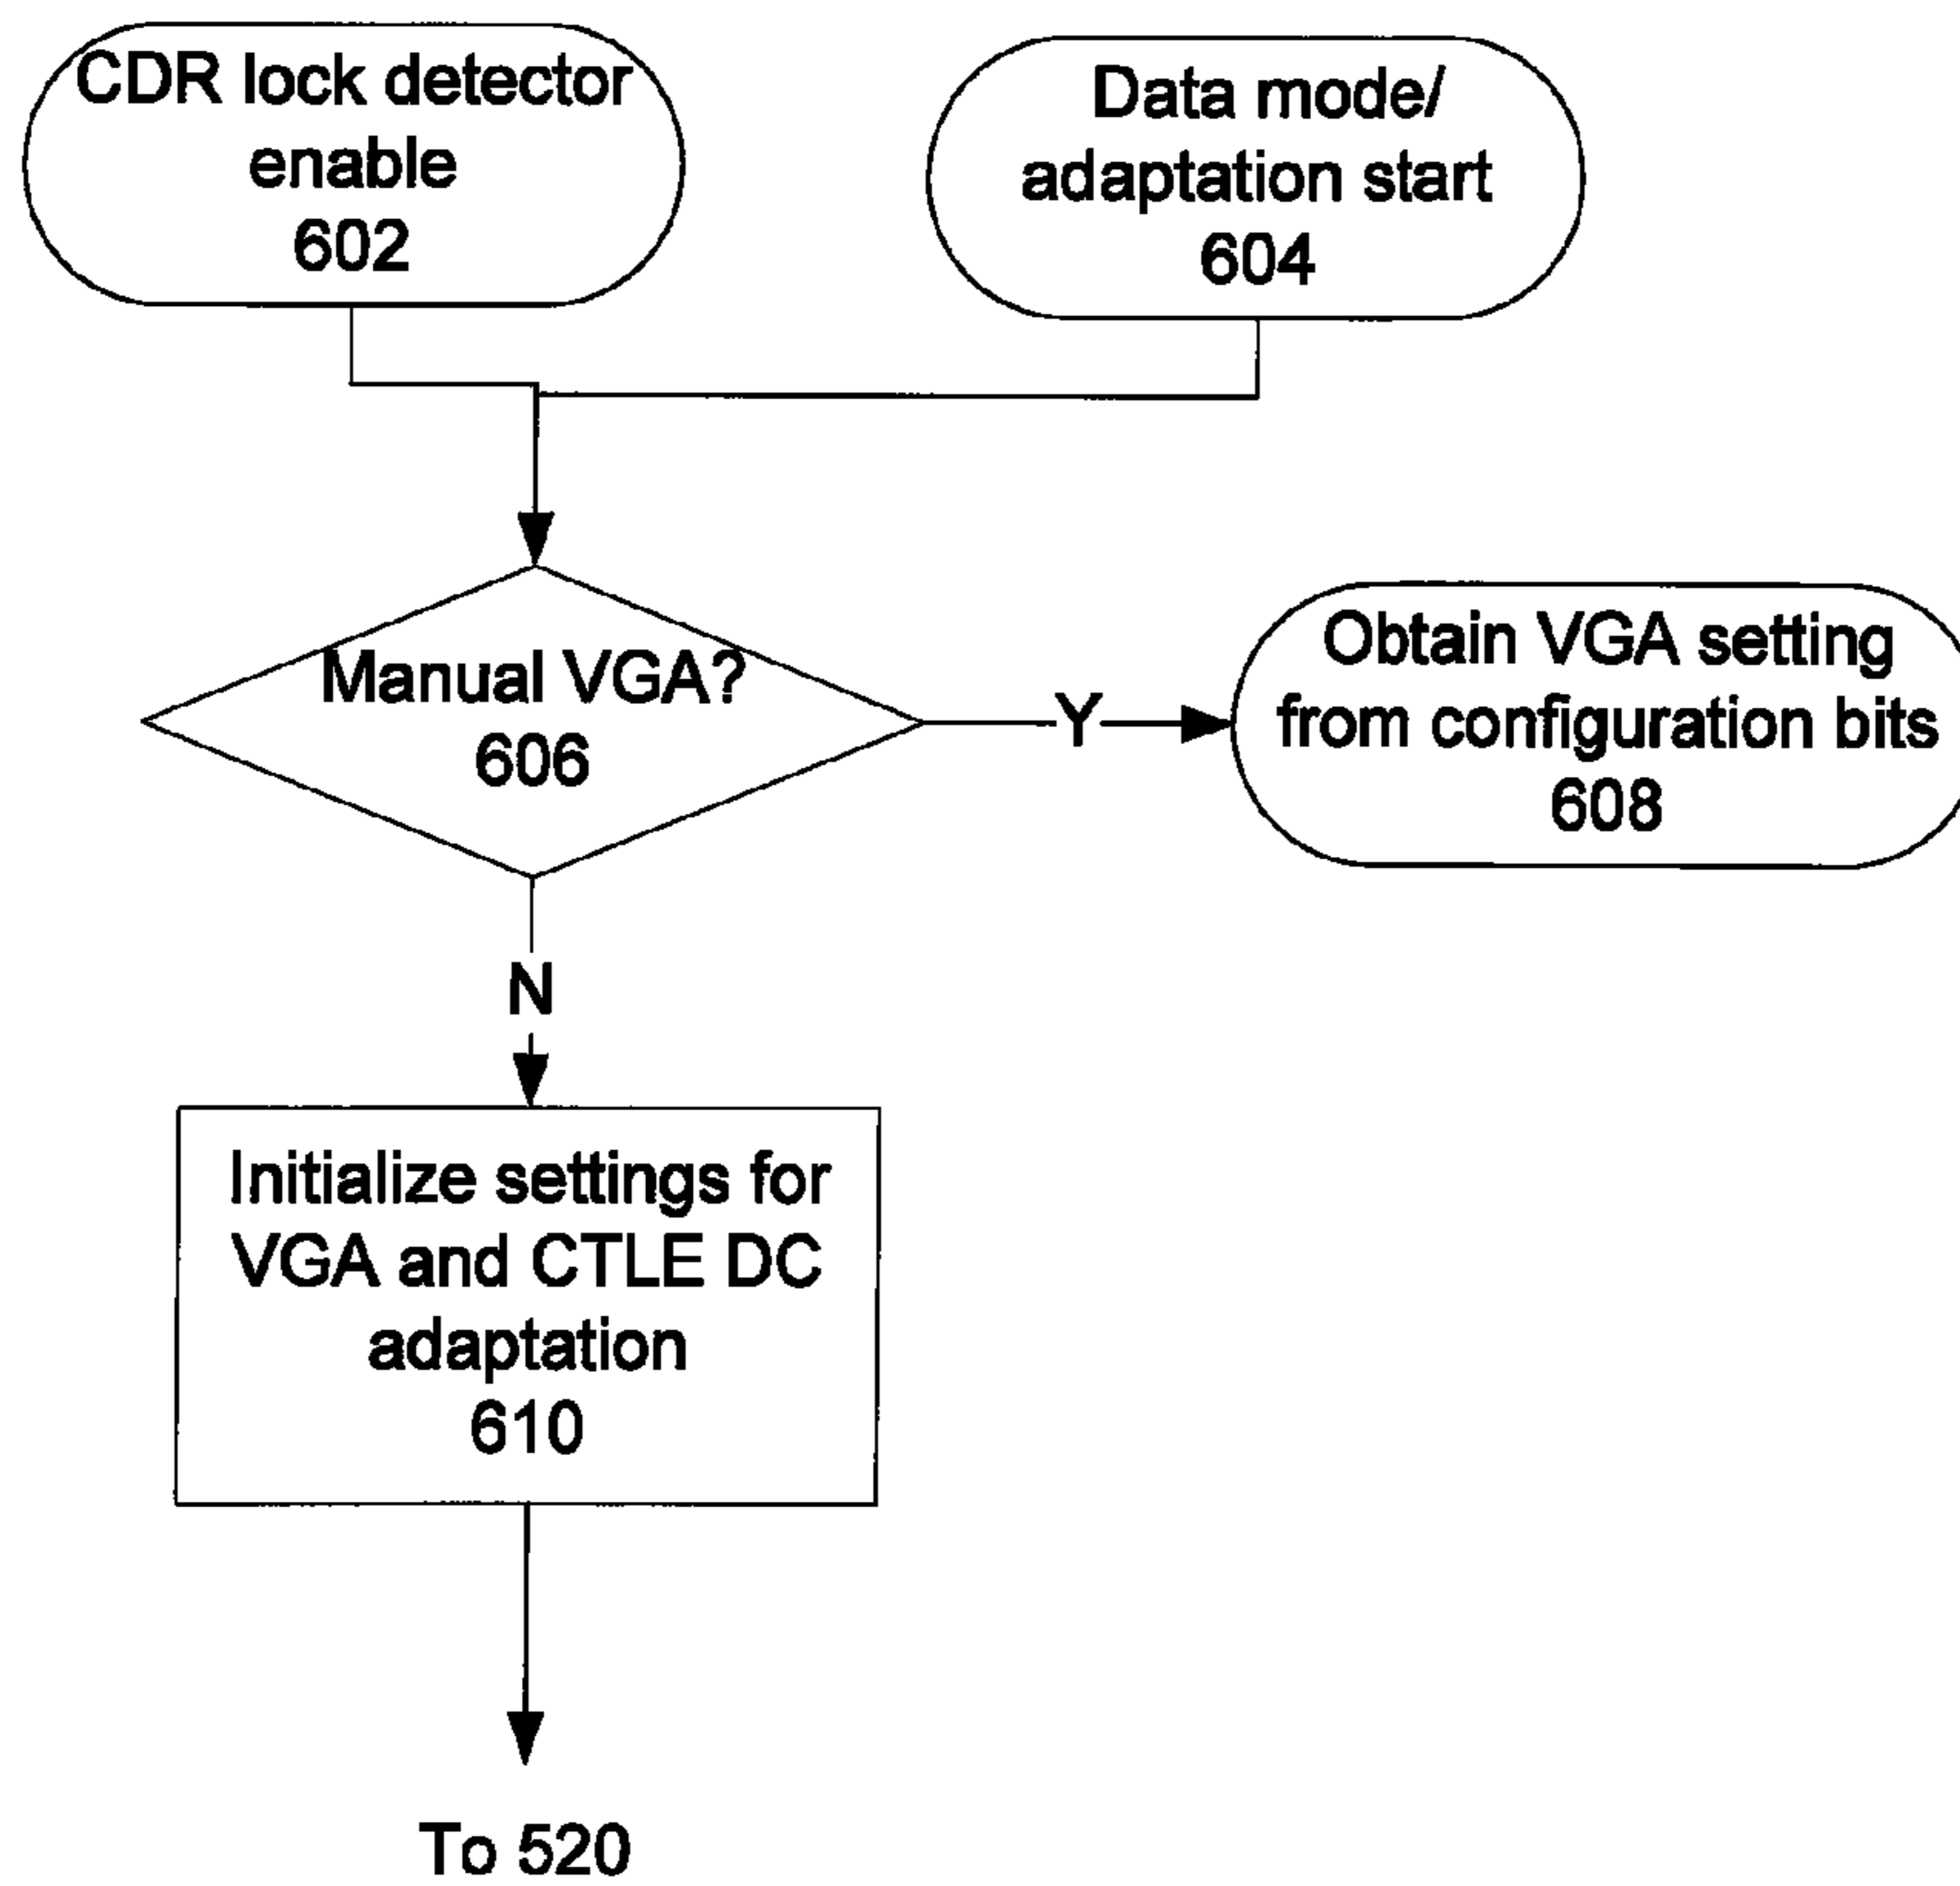 CDR lock detector
enable
602
Data mode/
adaptation start
604
Manual VGA?
606
Y
Obtain VGA setting
from configuration bits
608
N
Initialize settings for
VGA and CTLE DC
adaptation
610
To 520